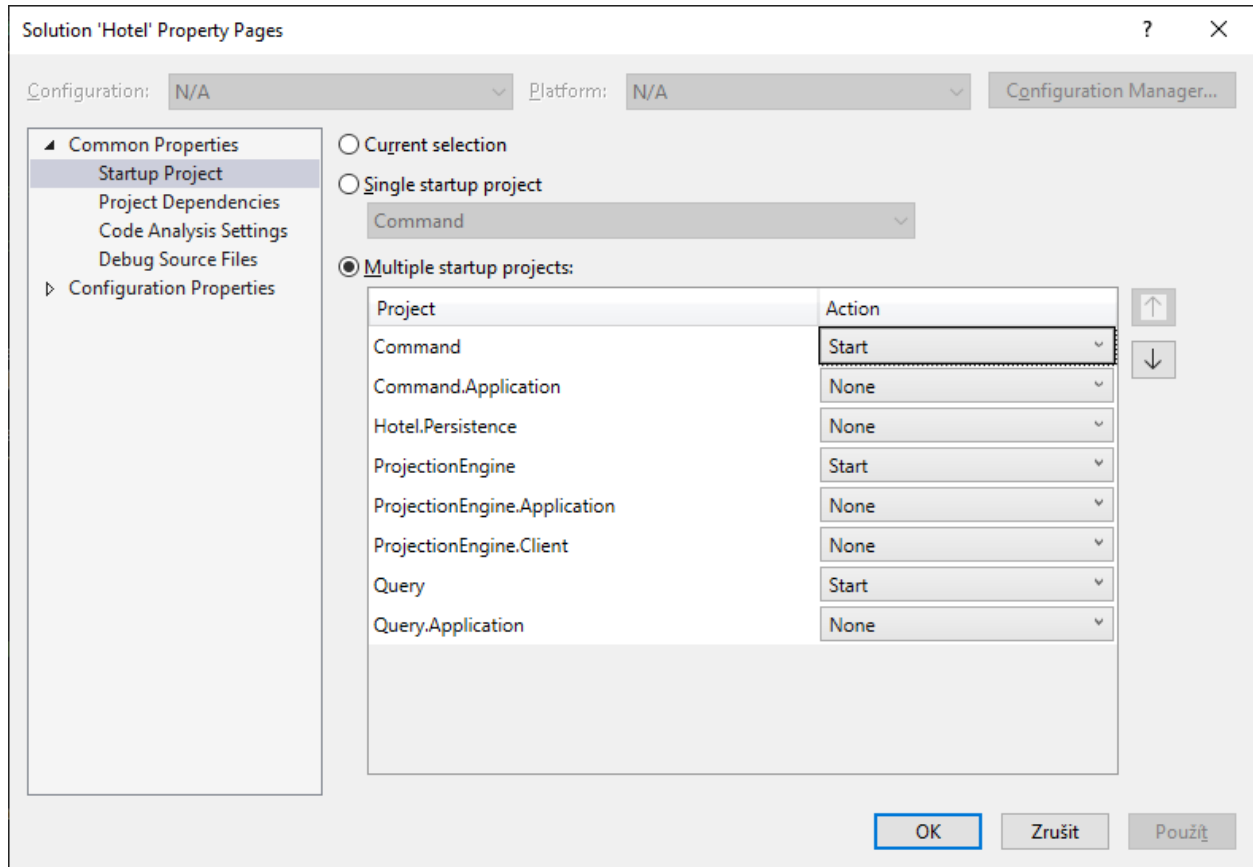 Solution 'Hotel' Property Pages ?
Configuration: N/A Platform: N/A Configuration Manager...
Common Properties
Startup Project
Project Dependencies
Code Analysis Settings
Debug Source Files
Configuration Properties
Current selection
Single startup project
Command
Multiple startup projects:
Project Action
Command Start
Command.Application None
Hotel.Persistence None
ProjectionEngine Start
ProjectionEngine.Application None
ProjectionEngine.Client None
Query Start
Query.Application None
OK Zrušit Použít